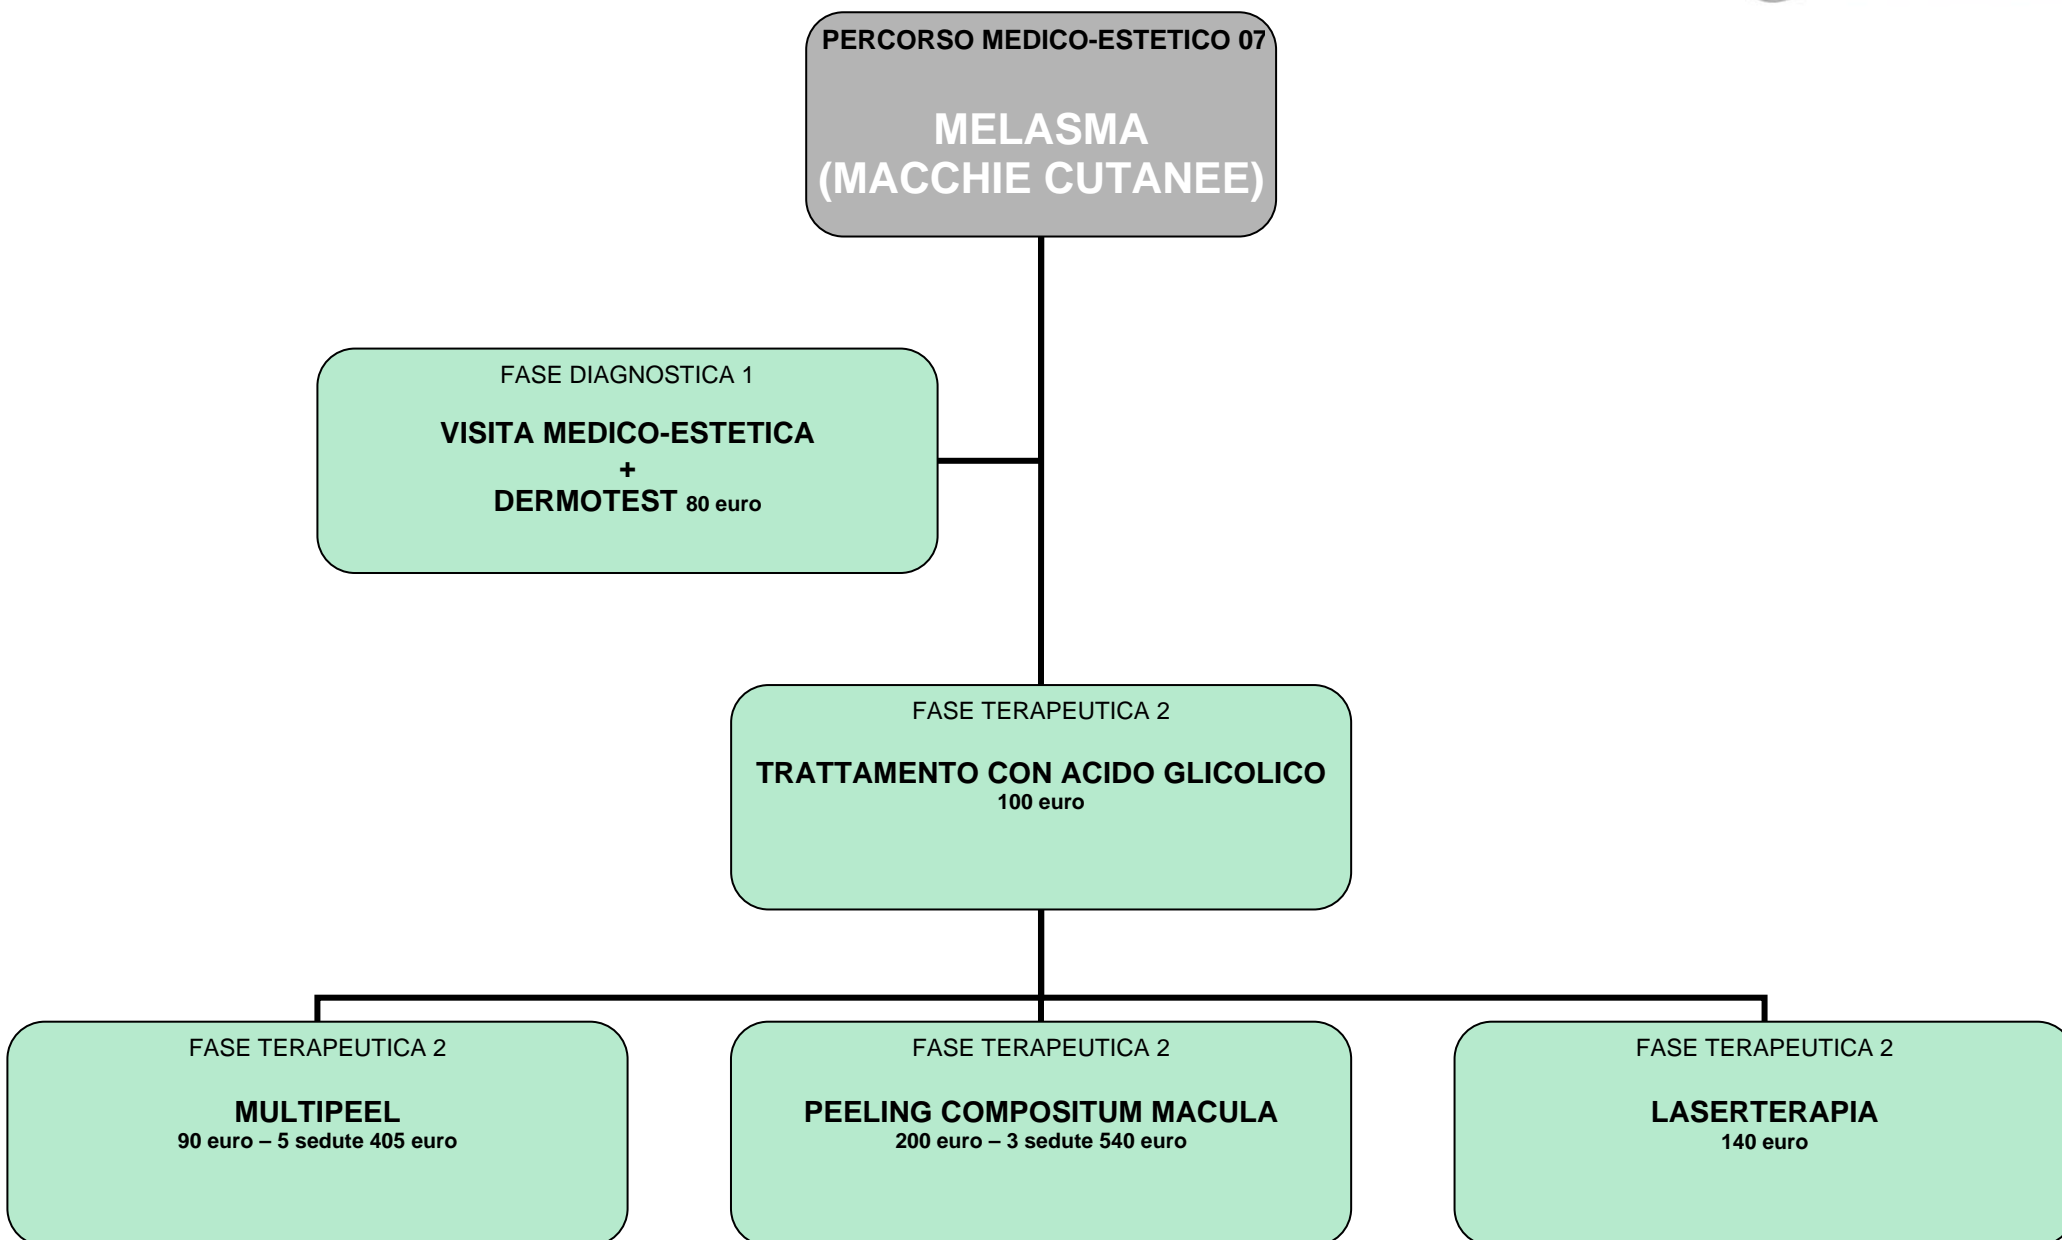 PERCORSO MEDICO-ESTETICO 07
MELASMA
(MACCHIE CUTANEE)
FASE DIAGNOSTICA 1
VISITA MEDICO-ESTETICA
+
DERMOTEST 80 euro
FASE TERAPEUTICA 2
TRATTAMENTO CON ACIDO GLICOLICO
100 euro
FASE TERAPEUTICA 2
MULTIPEEL
90 euro – 5 sedute 405 euro
FASE TERAPEUTICA 2
PEELING COMPOSITUM MACULA
200 euro – 3 sedute 540 euro
FASE TERAPEUTICA 2
LASERTERAPIA
140 euro